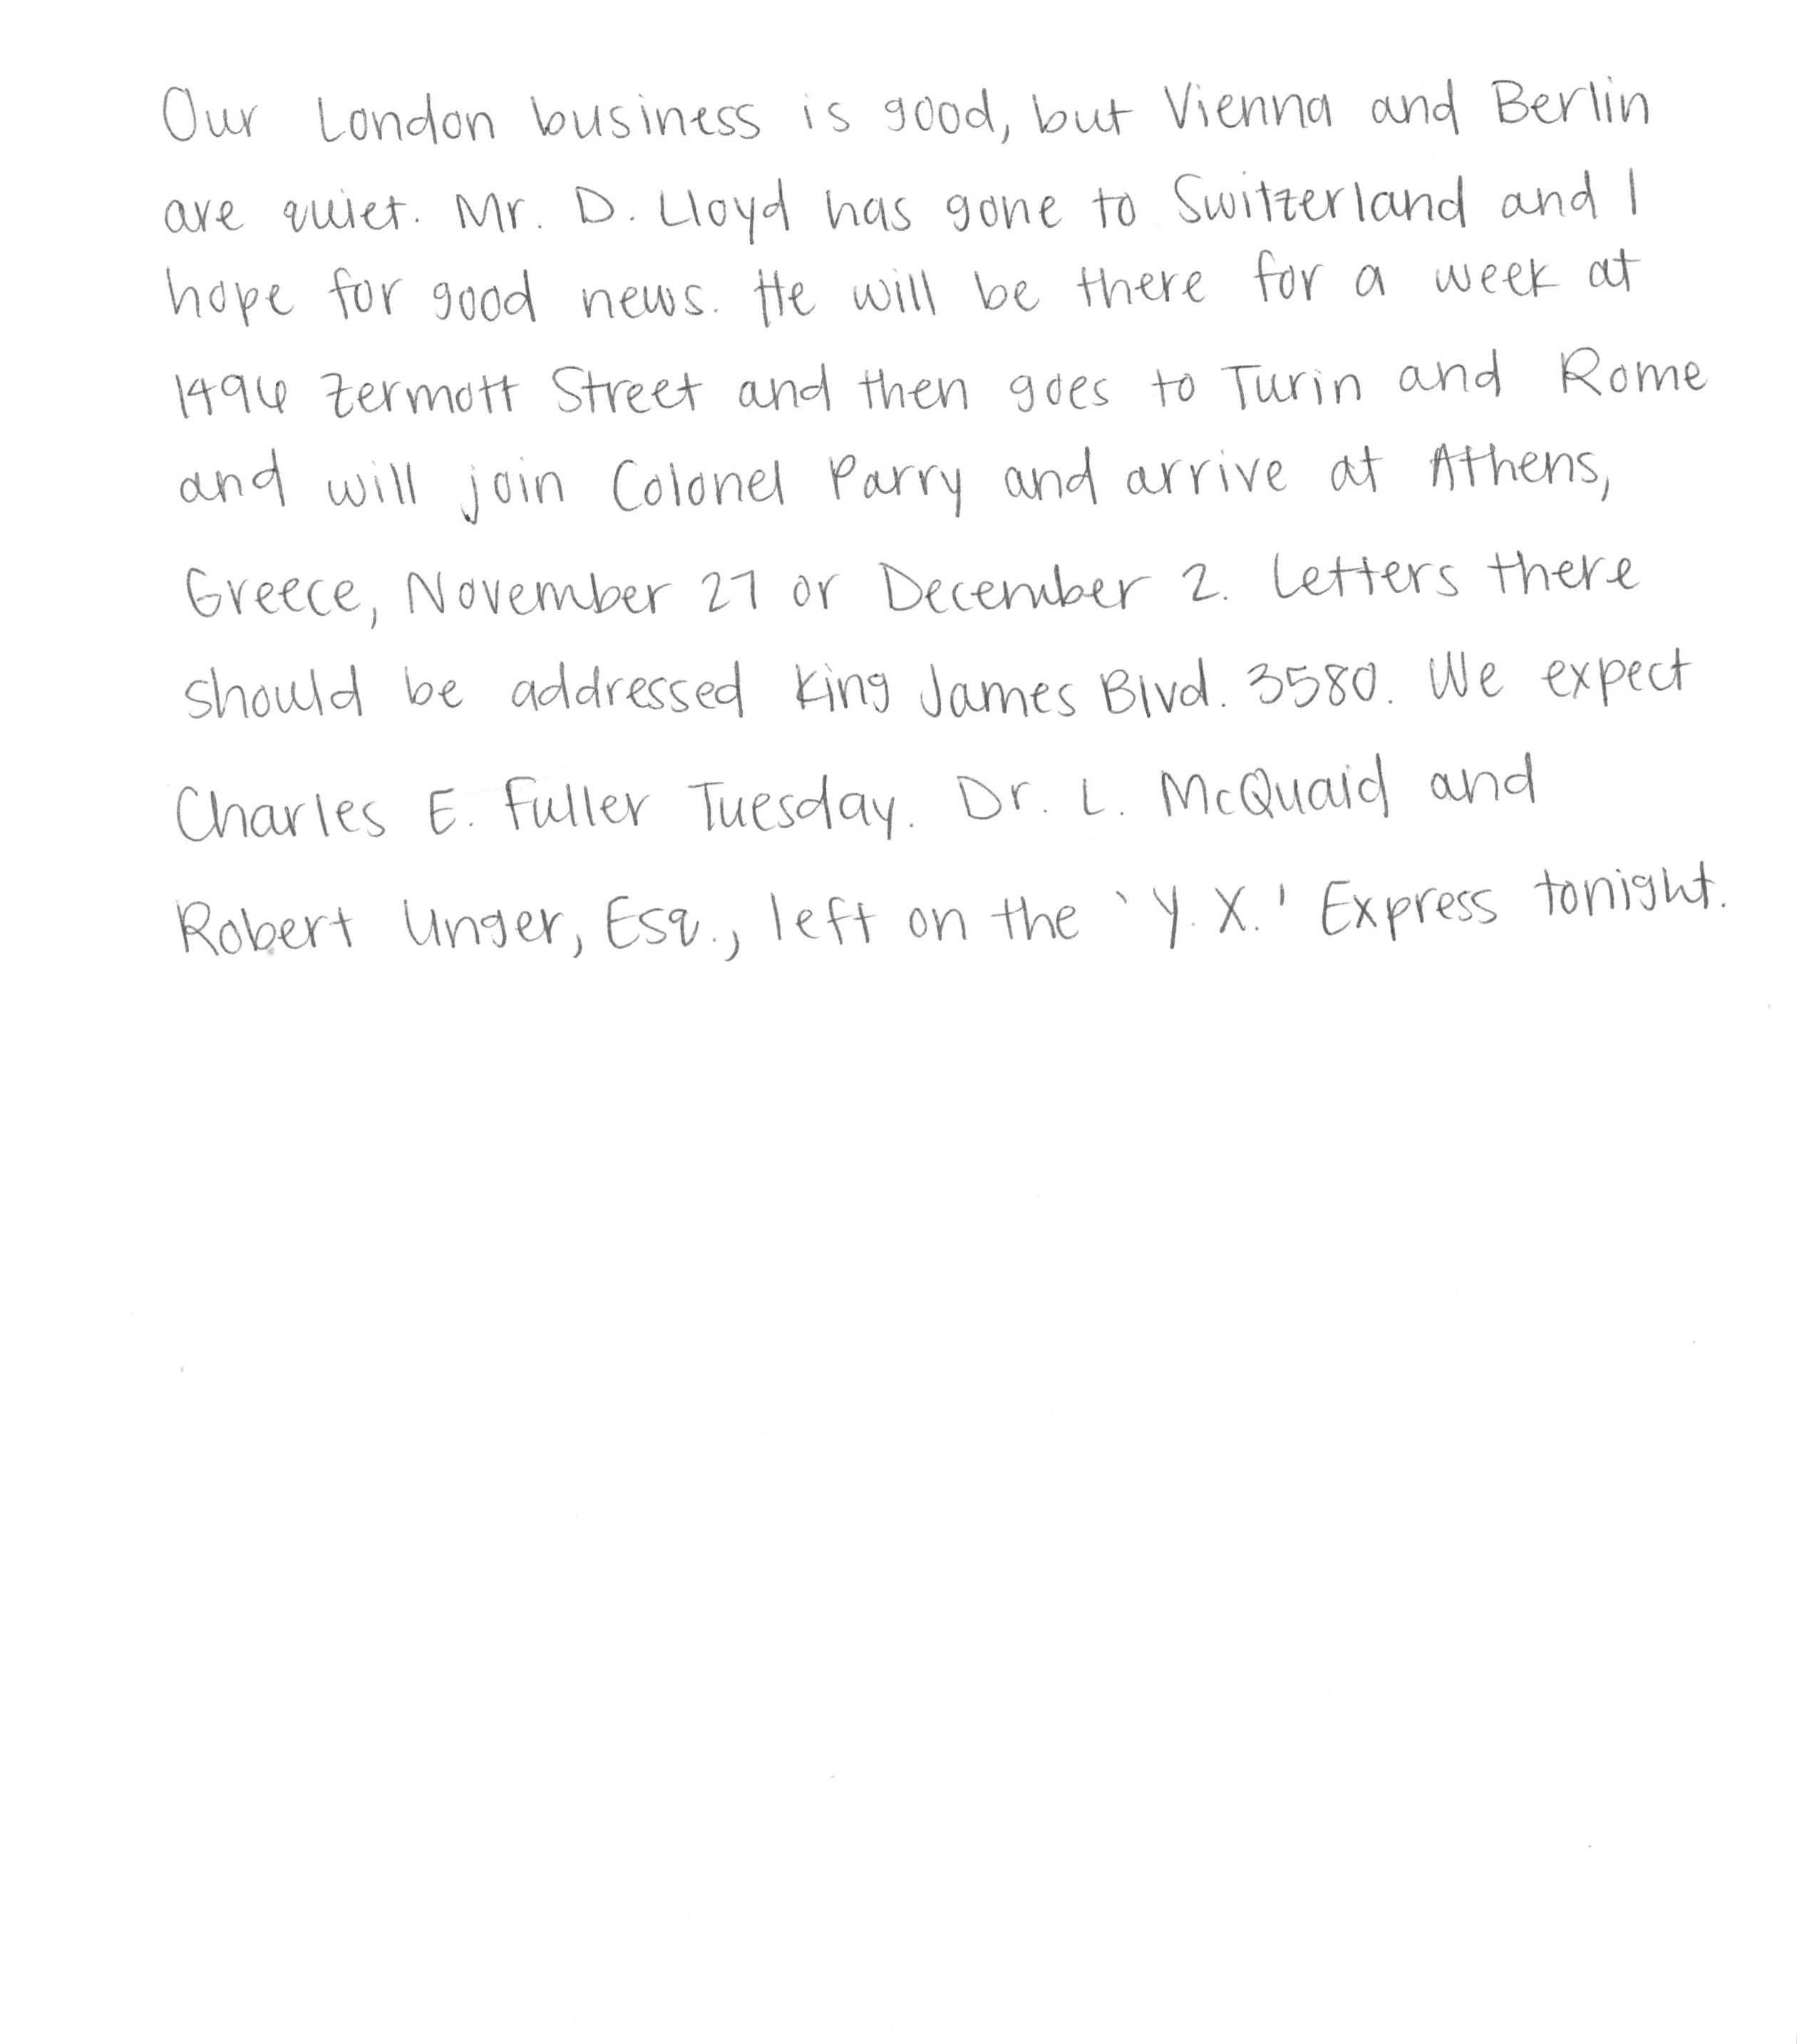 Our London business is good, but Vienna and Berlin
are quiet. Mr. D. Lloyd has gone to Switzerland and I
hope for good news. He will be there for a week at
1496 Zermott Street and then goes to Turin and Rome
and will join Colonel Parry and arrive at Athens,
Greece, November 27 or December 2. Letters there
should be addressed King James Blvd. 3580. We expect
Charles E. Fuller Tuesday. Dr. L. McQuaid and
Robert Unger, Esq., left on the 'Y.X.' Express tonight.